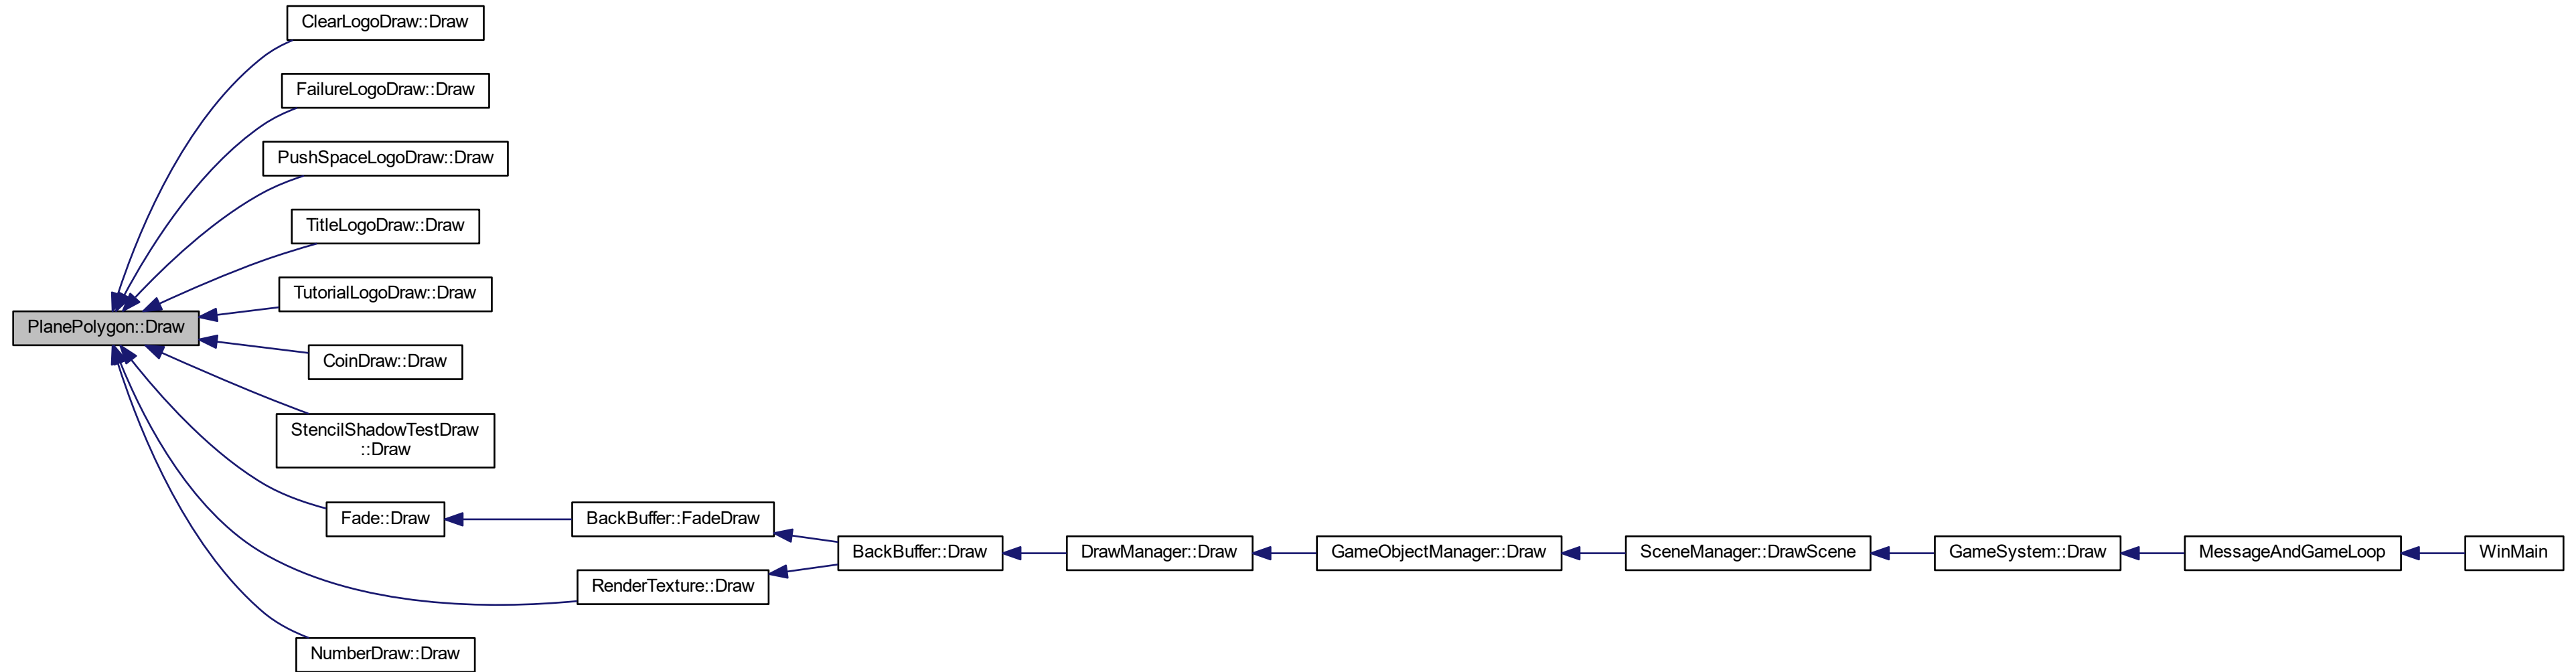 ClearLogoDraw::Draw
FailureLogoDraw::Draw
PushSpaceLogoDraw::Draw
TitleLogoDraw::Draw
TutorialLogoDraw::Draw
PlanePolygon::Draw
CoinDraw::Draw
StencilShadowTestDraw
::Draw
Fade::Draw
BackBuffer::FadeDraw
BackBuffer::Draw
DrawManager::Draw
GameObjectManager::Draw
SceneManager::DrawScene
GameSystem::Draw
MessageAndGameLoop
WinMain
RenderTexture::Draw
NumberDraw::Draw